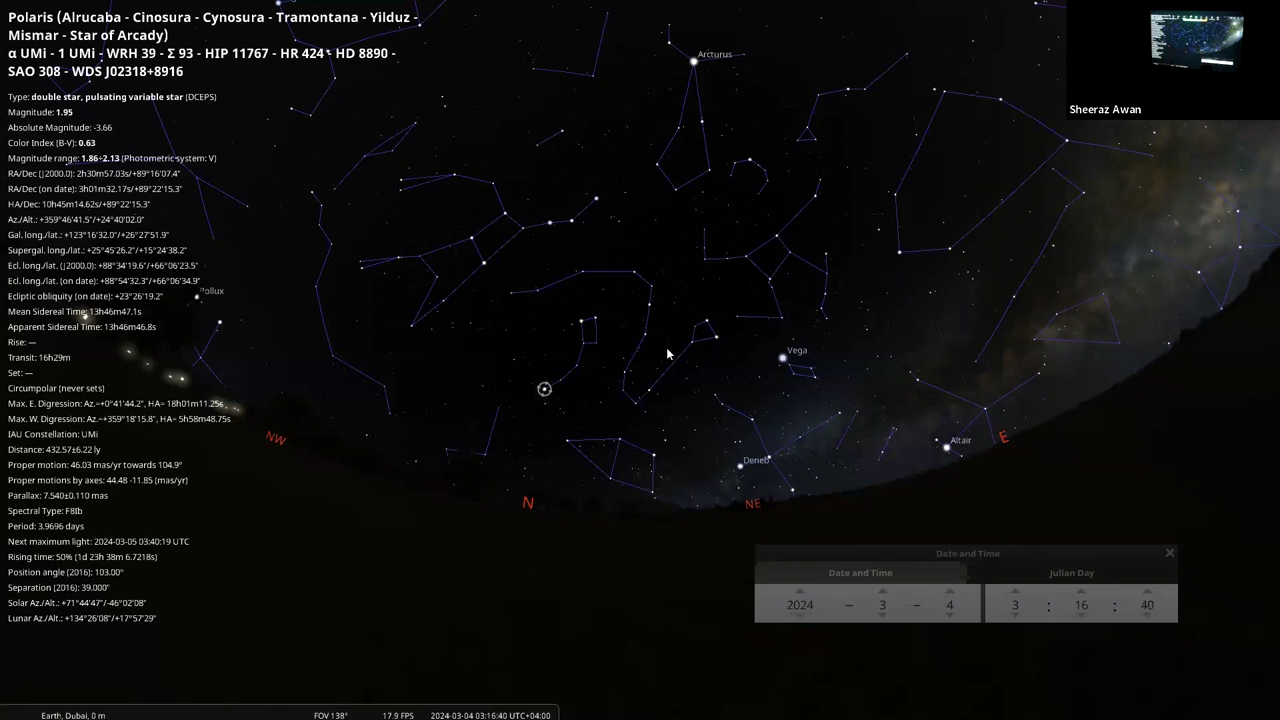 Polaris (Alrucaba - Cinosura - Cynosura - Tramontana - Yilduz -
Mismar - Star of Arcady)
α UMi - 1 UMi - WRH 39 - Σ 93 - HIP 11767 - HR 424 - HD 8890 -
SAO 308 - WDS J02318+8916
Type: double star, pulsating variable star (DCEPS)
Magnitude: 1.95
Absolute Magnitude: -3.66
Color Index (B-V): 0.63
Magnitude range: 1.86÷2.13 (Photometric system: V)
RA/Dec (J2000.0): 2h30m57.03s/+89°16'07.4"
RA/Dec (on date): 3h01m32.17s/+89°22'15.3"
HA/Dec: 10h45m14.62s/+89°22'15.3"
Az./Alt.: +359°46'41.5"/+24°40'02.0"
Gal. long./lat.: +123°16'32.0"/+26°27'51.9"
Supergal. long./lat.: +25°45'26.2"/+15°24'38.2"
Ecl. long./lat. (J2000.0): +88°34'19.6"/+66°06'23.5"
Ecl. long./lat. (on date): +88°54'32.3"/+66°06'34.9"
Ecliptic obliquity (on date): +23°26'19.2"
Mean Sidereal Time: 13h46m47.1s
Apparent Sidereal Time: 13h46m46.8s
Rise: —
Transit: 16h29m
Set: —
Circumpolar (never sets)
Max. E. Digression: Az.=+0°41'44.2", HA= 18h01m11.25s
Max. W. Digression: Az.=+359°18'15.8", HA= 5h58m48.75s
IAU Constellation: UMi
Distance: 432.57±6.22 ly
Proper motion: 46.03 mas/yr towards 104.9°
Proper motions by axes: 44.48 -11.85 (mas/yr)
Parallax: 7.540±0.110 mas
Spectral Type: F8Ib
Period: 3.9696 days
Next maximum light: 2024-03-05 03:40:19 UTC
Rising time: 50% (1d 23h 38m 6.7218s)
Position angle (2016): 103.00°
Separation (2016): 39.000"
Solar Az./Alt.: +71°44'47"/-46°02'08"
Lunar Az./Alt.: +134°26'08"/+17°57'29"
Arcturus
Sheeraz Awan
Pollux
Vega
Altair
Deneb
NW
N
NE
E
Date and Time
Date and Time
Julian Day
2024 - 3 - 4
3 : 16 : 40
Earth, Dubai, 0 m
FOV 138°
17.9 FPS
2024-03-04 03:16:40 UTC+04:00